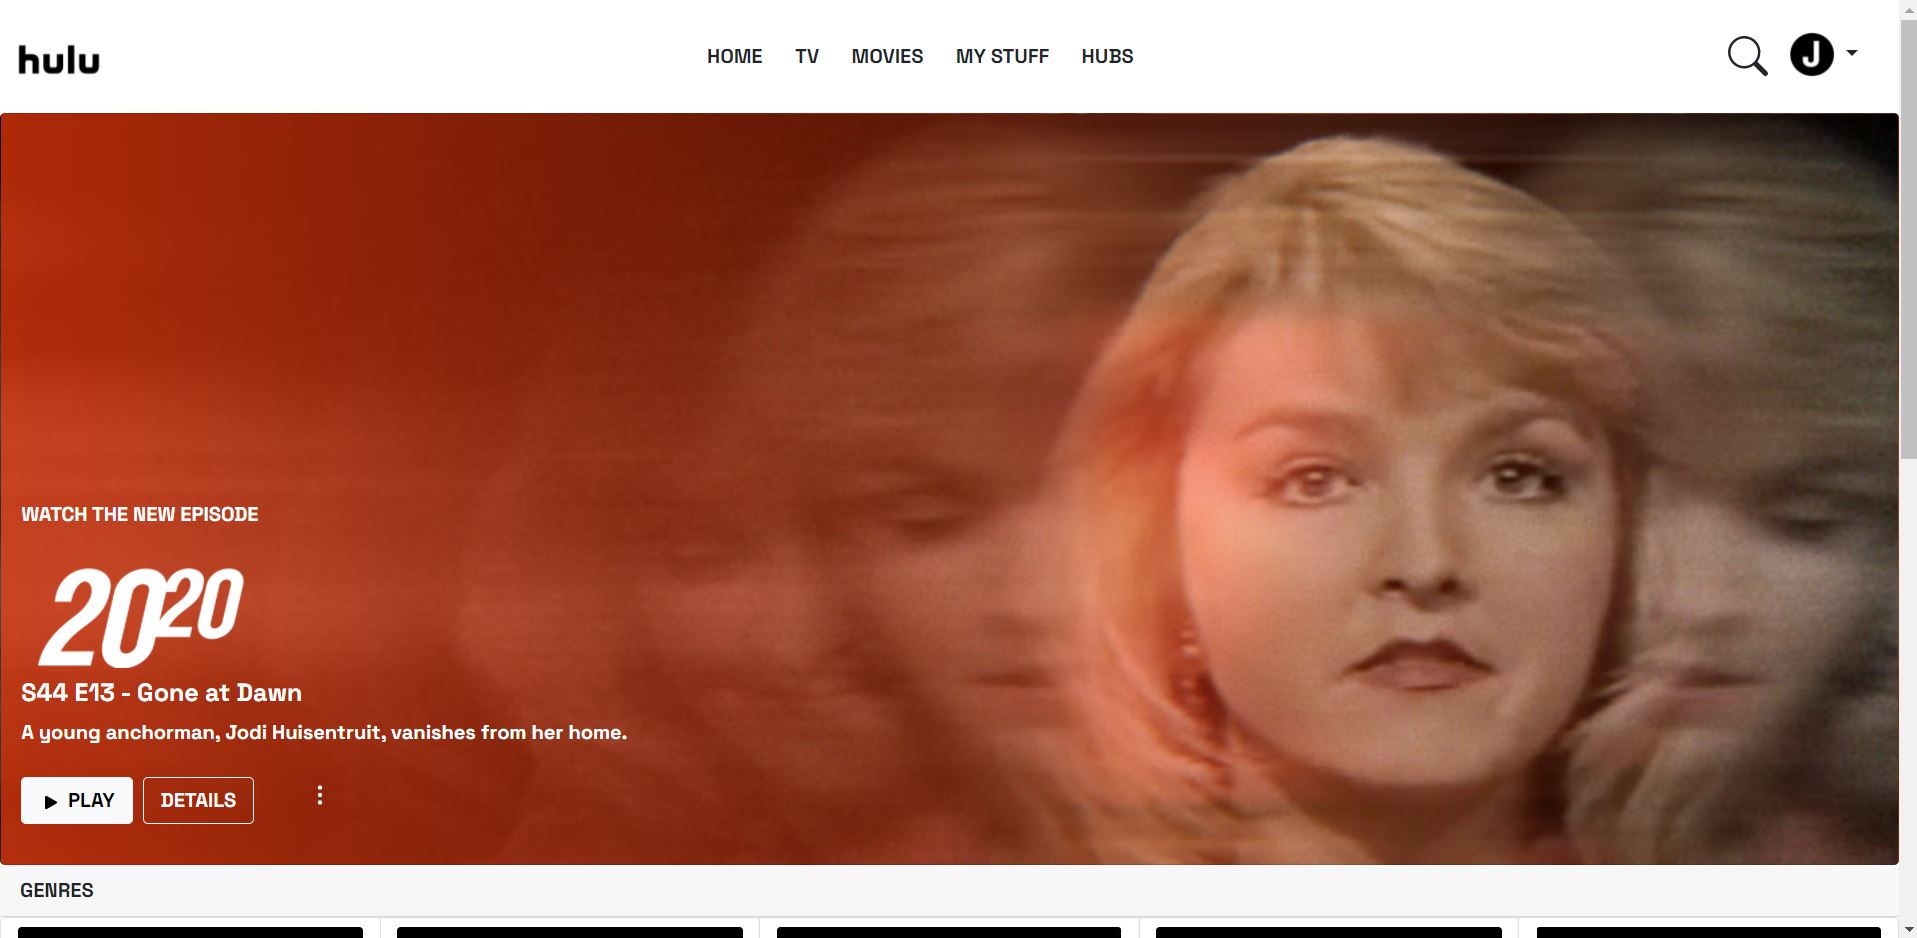 hulu
HOME TV MOVIES MY STUFF HUBS
J
WATCH THE NEW EPISODE
2020
S44 E13 - Gone at Dawn
A young anchorman, Jodi Huisentruit, vanishes from her home.
PLAY DETAILS
GENRES